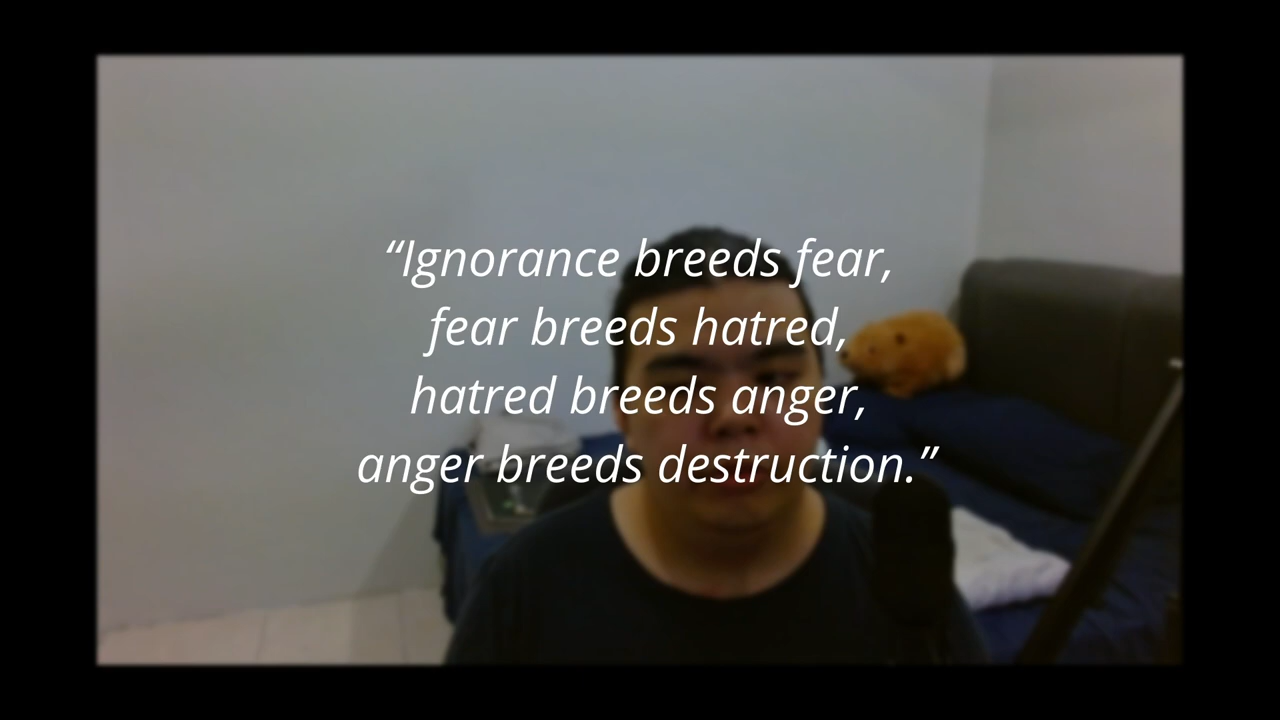 “Ignorance breeds fear,
fear breeds hatred,
hatred breeds anger,
anger breeds destruction.”